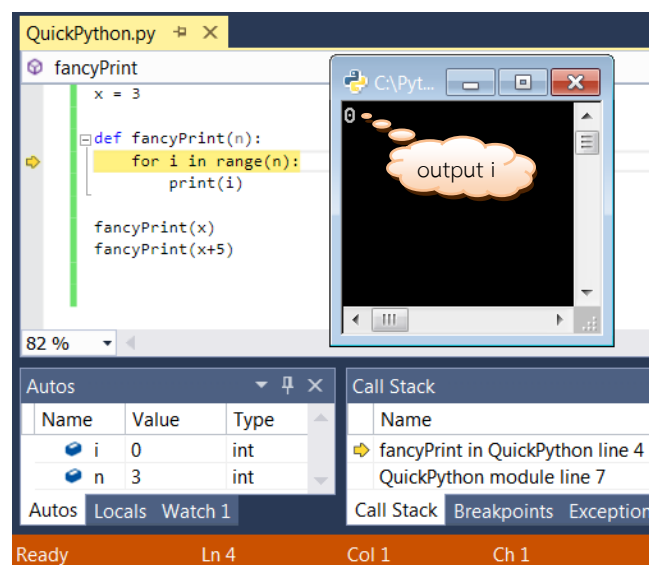 QuickPython.py
fancyPrint
x = 3
def fancyPrint(n):
for i in range(n):
print(i)
fancyPrint(x)
fancyPrint(x+5)
82 %
C:\Pyt...
0
output i
Autos
Name Value Type
i 0 int
n 3 int
Autos Locals Watch 1
Call Stack
Name
fancyPrint in QuickPython line 4
QuickPython module line 7
Call Stack Breakpoints Exception
Ready Ln 4 Col 1 Ch 1